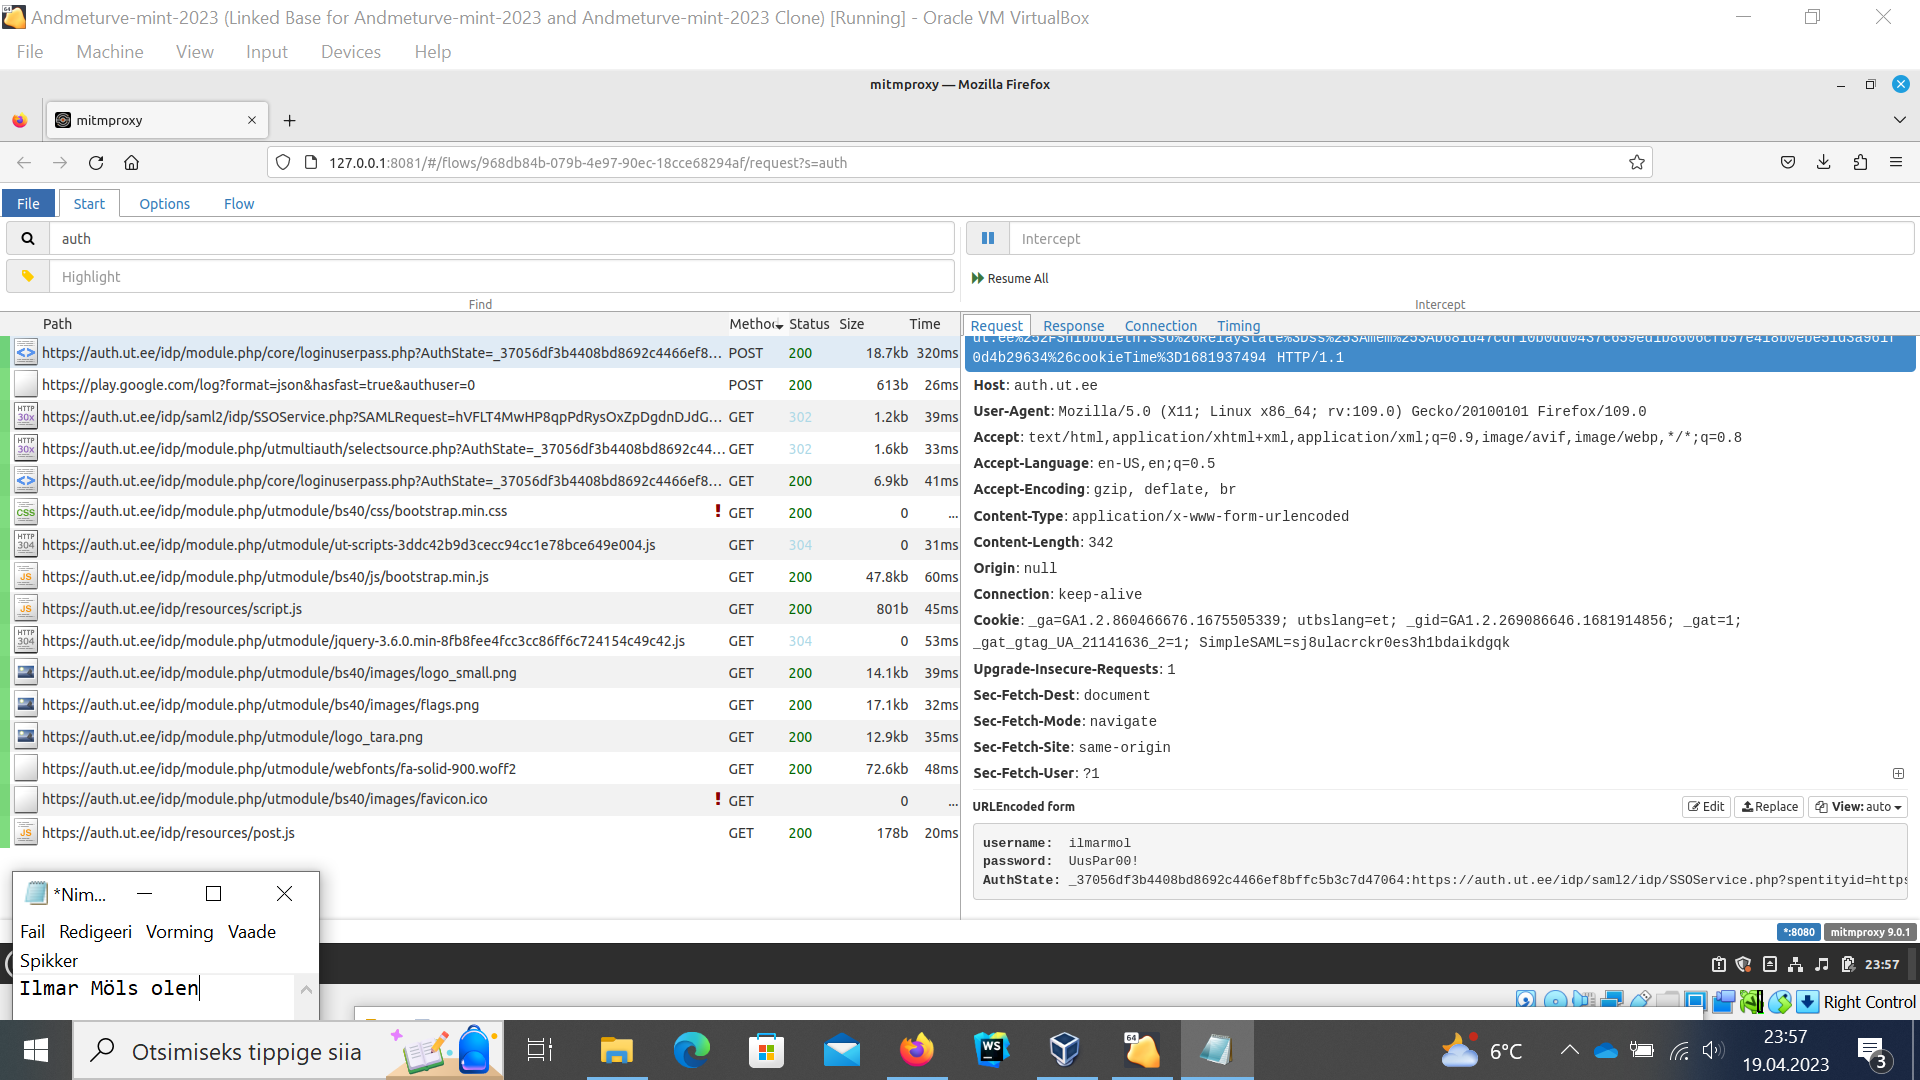 Andmeturve-mint-2023 (Linked Base for Andmeturve-mint-2023 and Andmeturve-mint-2023 Clone) [Running] - Oracle VM VirtualBox
File Machine View Input Devices Help
mitmproxy — Mozilla Firefox
mitmproxy
127.0.0.1:8081/#/flows/968db84b-079b-4e97-90ec-18cce68294af/request?s=auth
File Start Options Flow
auth
Highlight
Find
Intercept
Resume All
Intercept
Path Method Status Size Time
https://auth.ut.ee/idp/module.php/core/loginuserpass.php?AuthState=_37056df3b4408bd8692c4466ef8... POST 200 18.7kb 320ms
https://play.google.com/log?format=json&hasfast=true&authuser=0 POST 200 613b 26ms
https://auth.ut.ee/idp/saml2/idp/SSOService.php?SAMLRequest=hVFLT4MwHP8qpPdRysOxZpDgdnDJdG... GET 302 1.2kb 39ms
https://auth.ut.ee/idp/module.php/utmultiauth/selectsource.php?AuthState=_37056df3b4408bd8692c44... GET 302 1.6kb 33ms
https://auth.ut.ee/idp/module.php/core/loginuserpass.php?AuthState=_37056df3b4408bd8692c4466ef8... GET 200 6.9kb 41ms
https://auth.ut.ee/idp/module.php/utmodule/bs40/css/bootstrap.min.css ! GET 200 0 ...
https://auth.ut.ee/idp/module.php/utmodule/ut-scripts-3ddc42b9d3cecc94cc1e78bce649e004.js GET 304 0 31ms
https://auth.ut.ee/idp/module.php/utmodule/bs40/js/bootstrap.min.js GET 200 47.8kb 60ms
https://auth.ut.ee/idp/resources/script.js GET 200 801b 45ms
https://auth.ut.ee/idp/module.php/utmodule/jquery-3.6.0.min-8fb8fee4fcc3cc86ff6c724154c49c42.js GET 304 0 53ms
https://auth.ut.ee/idp/module.php/utmodule/bs40/images/logo_small.png GET 200 14.1kb 39ms
https://auth.ut.ee/idp/module.php/utmodule/bs40/images/flags.png GET 200 17.1kb 32ms
https://auth.ut.ee/idp/module.php/utmodule/logo_tara.png GET 200 12.9kb 35ms
https://auth.ut.ee/idp/module.php/utmodule/webfonts/fa-solid-900.woff2 GET 200 72.6kb 48ms
https://auth.ut.ee/idp/module.php/utmodule/bs40/images/favicon.ico ! GET 0 ...
https://auth.ut.ee/idp/resources/post.js GET 200 178b 20ms
Request Response Connection Timing
0d4b29634%26cookieTime%3D1681937494 HTTP/1.1
Host: auth.ut.ee
User-Agent: Mozilla/5.0 (X11; Linux x86_64; rv:109.0) Gecko/20100101 Firefox/109.0
Accept: text/html,application/xhtml+xml,application/xml;q=0.9,image/avif,image/webp,*/*;q=0.8
Accept-Language: en-US,en;q=0.5
Accept-Encoding: gzip, deflate, br
Content-Type: application/x-www-form-urlencoded
Content-Length: 342
Origin: null
Connection: keep-alive
Cookie: _ga=GA1.2.860466676.1675505339; utbslang=et; _gid=GA1.2.269086646.1681914856; _gat=1;
_gat_gtag_UA_21141636_2=1; SimpleSAML=sj8ulacrckr0es3h1bdaikdgqk
Upgrade-Insecure-Requests: 1
Sec-Fetch-Dest: document
Sec-Fetch-Mode: navigate
Sec-Fetch-Site: same-origin
Sec-Fetch-User: ?1
URLEncoded form Edit Replace View: auto
username: ilmarmol
password: UusPar00!
AuthState: _37056df3b4408bd8692c4466ef8bffc5b3c7d47064:https://auth.ut.ee/idp/saml2/idp/SSOService.php?spentityid=https
*:8080 mitmproxy 9.0.1
*Nim...
Fail Redigeeri Vorming Vaade
Spikker
Ilmar Möls olen
23:57
Right Control
Otsimiseks tippige siia
WS
64
6°C
23:57
19.04.2023
3